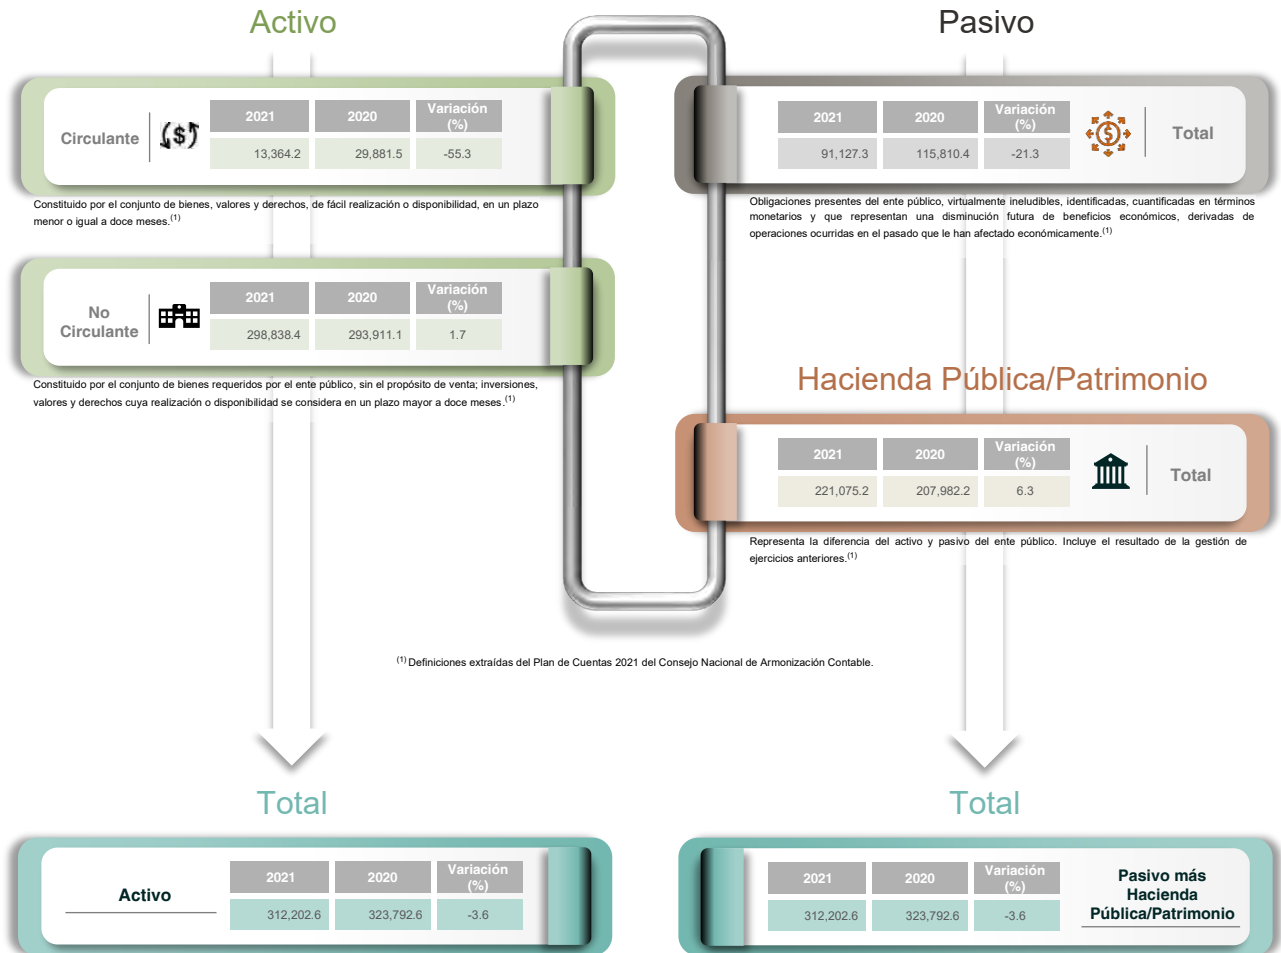 Activo
Circulante
2021 2020 Variación (%)
13,364.2 29,881.5 -55.3
Constituido por el conjunto de bienes, valores y derechos, de fácil realización o disponibilidad, en un plazo
menor o igual a doce meses.(1)
No
Circulante
2021 2020 Variación (%)
298,838.4 293,911.1 1.7
Constituido por el conjunto de bienes requeridos por el ente público, sin el propósito de venta; inversiones,
valores y derechos cuya realización o disponibilidad se considera en un plazo mayor a doce meses.(1)
Pasivo
2021 2020 Variación (%)
91,127.3 115,810.4 -21.3
Total
Obligaciones presentes del ente público, virtualmente ineludibles, identificadas, cuantificadas en términos
monetarios y que representan una disminución futura de beneficios económicos, derivadas de
operaciones ocurridas en el pasado que le han afectado económicamente.(1)
Hacienda Pública/Patrimonio
2021 2020 Variación (%)
221,075.2 207,982.2 6.3
Total
Representa la diferencia del activo y pasivo del ente público. Incluye el resultado de la gestión de
ejercicios anteriores.(1)
(1) Definiciones extraídas del Plan de Cuentas 2021 del Consejo Nacional de Armonización Contable.
Total
Activo
2021 2020 Variación (%)
312,202.6 323,792.6 -3.6
Total
2021 2020 Variación (%)
312,202.6 323,792.6 -3.6
Pasivo más
Hacienda
Pública/Patrimonio